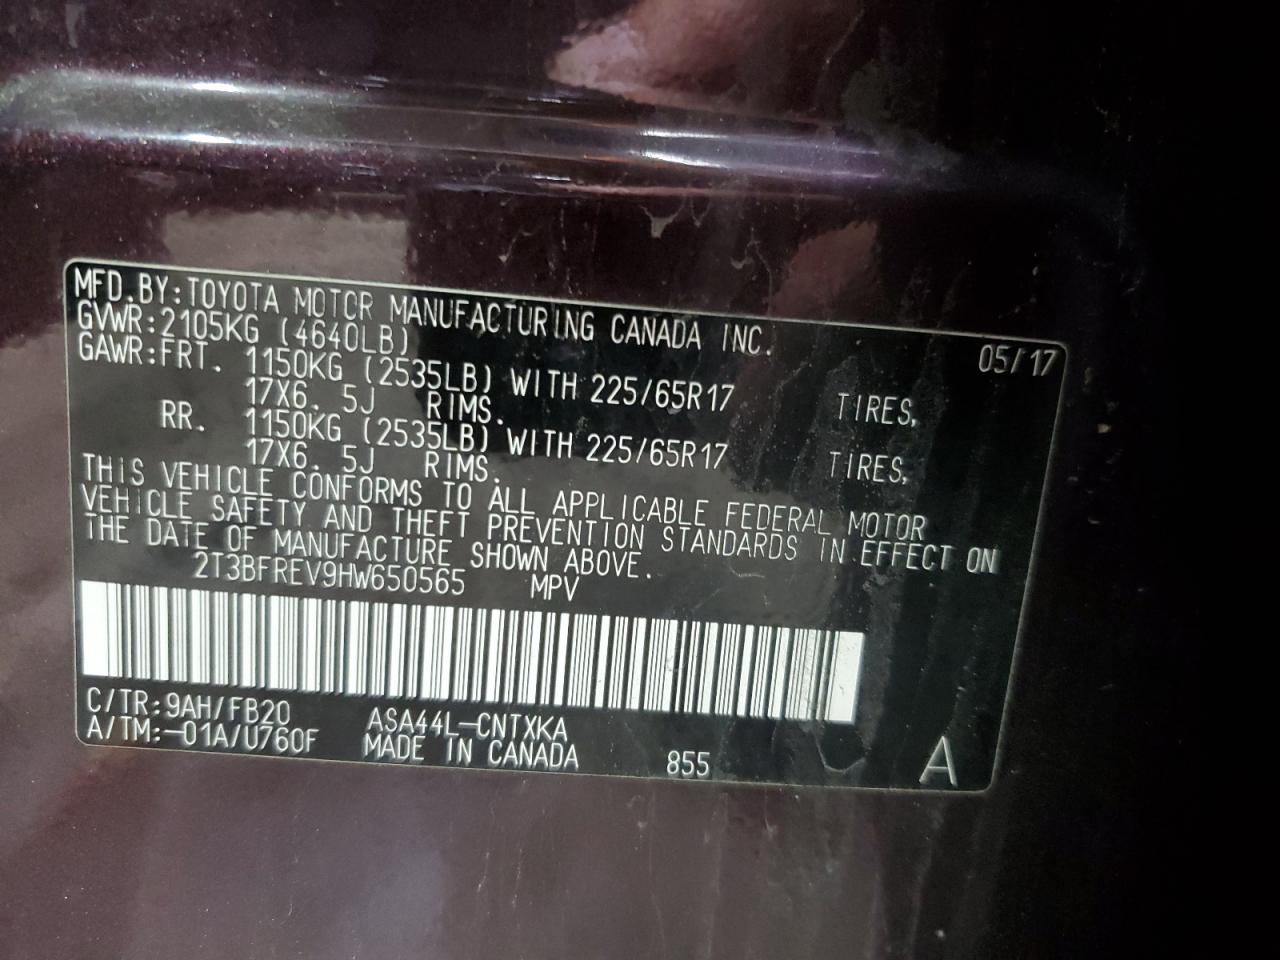 MFD.BY:TOYOTA MOTOR MANUFACTURING CANADA INC. 05/17
GVWR:2105KG (4640LB)
GAWR:FRT. 1150KG (2535LB) WITH 225/65R17 TIRES,
17X6. 5J RIMS.
RR. 1150KG (2535LB) WITH 225/65R17 TIRES,
17X6. 5J RIMS.
THIS VEHICLE CONFORMS TO ALL APPLICABLE FEDERAL MOTOR
VEHICLE SAFETY AND THEFT PREVENTION STANDARDS IN EFFECT ON
THE DATE OF MANUFACTURE SHOWN ABOVE.
2T3BFREV9HW650565 MPV
C/TR:9AH/FB20 ASA44L-CNTXKA
A/TM:-01A/U760F MADE IN CANADA 855 A